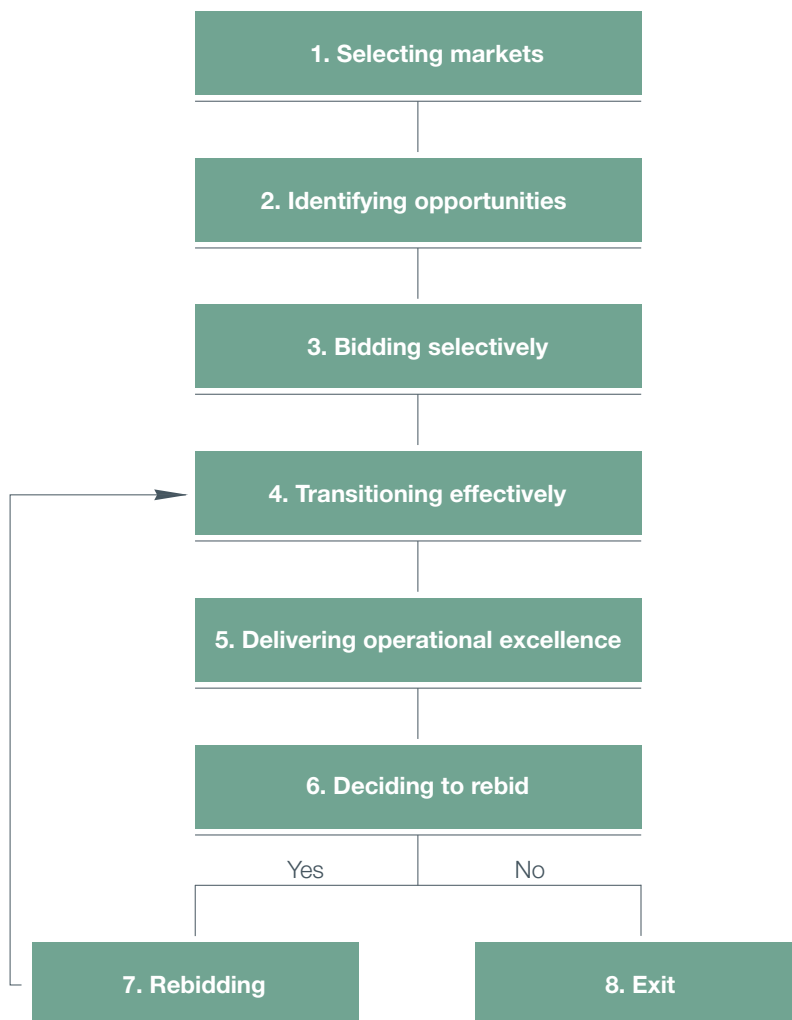 1. Selecting markets
2. Identifying opportunities
3. Bidding selectively
4. Transitioning effectively
5. Delivering operational excellence
6. Deciding to rebid
Yes
No
7. Rebidding
8. Exit